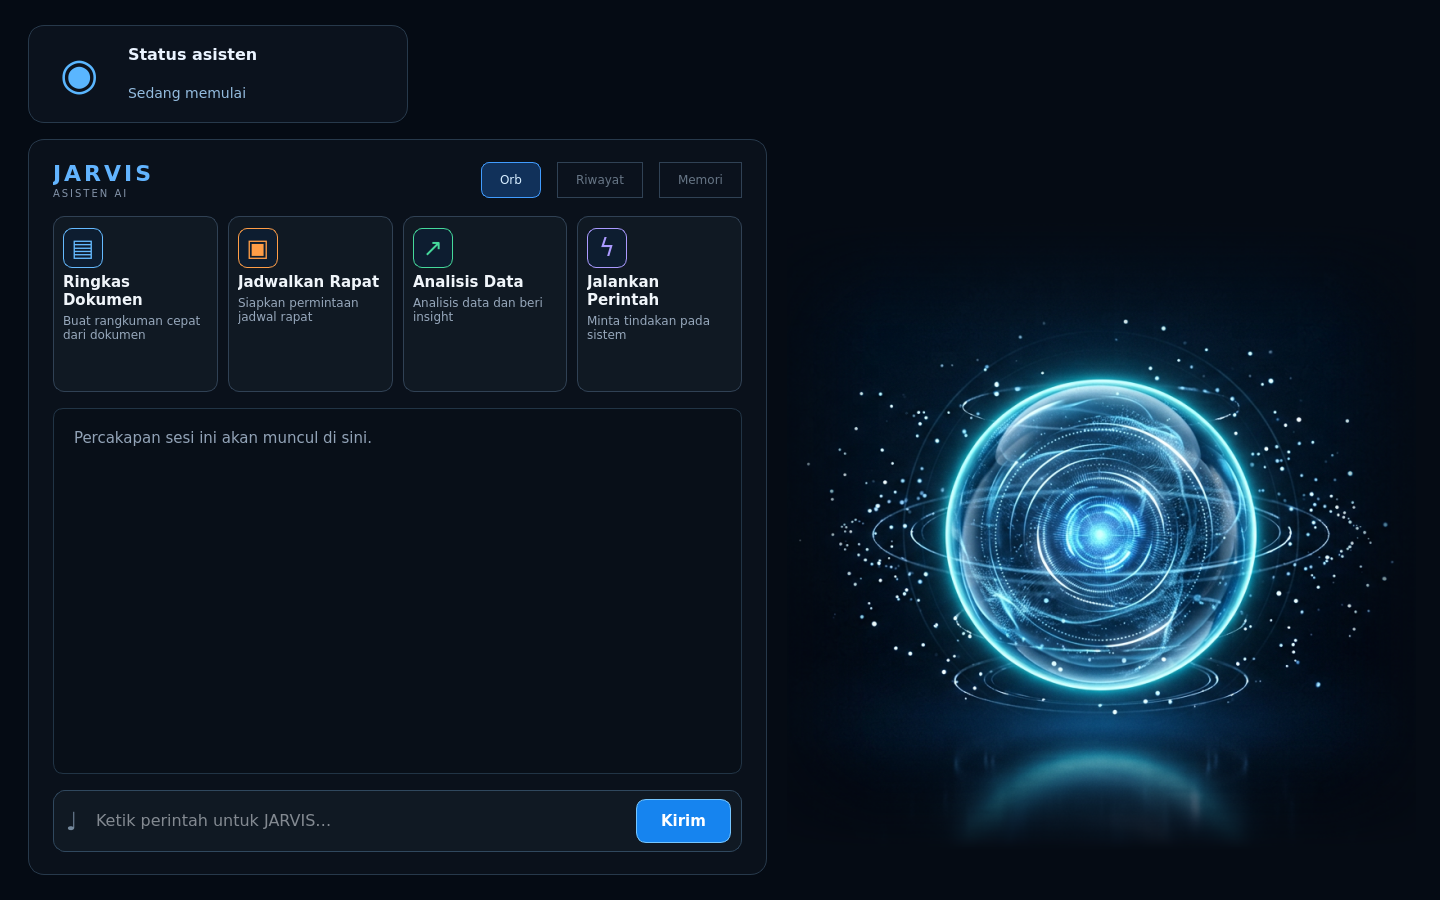 Status asisten
Sedang memulai
JARVIS
ASISTEN AI
Orb
Riwayat
Memori
Ringkas
Dokumen
Buat rangkuman cepat
dari dokumen
Jadwalkan Rapat
Siapkan permintaan
jadwal rapat
Analisis Data
Analisis data dan beri
insight
Jalankan
Perintah
Minta tindakan pada
sistem
Percakapan sesi ini akan muncul di sini.
Ketik perintah untuk JARVIS...
Kirim